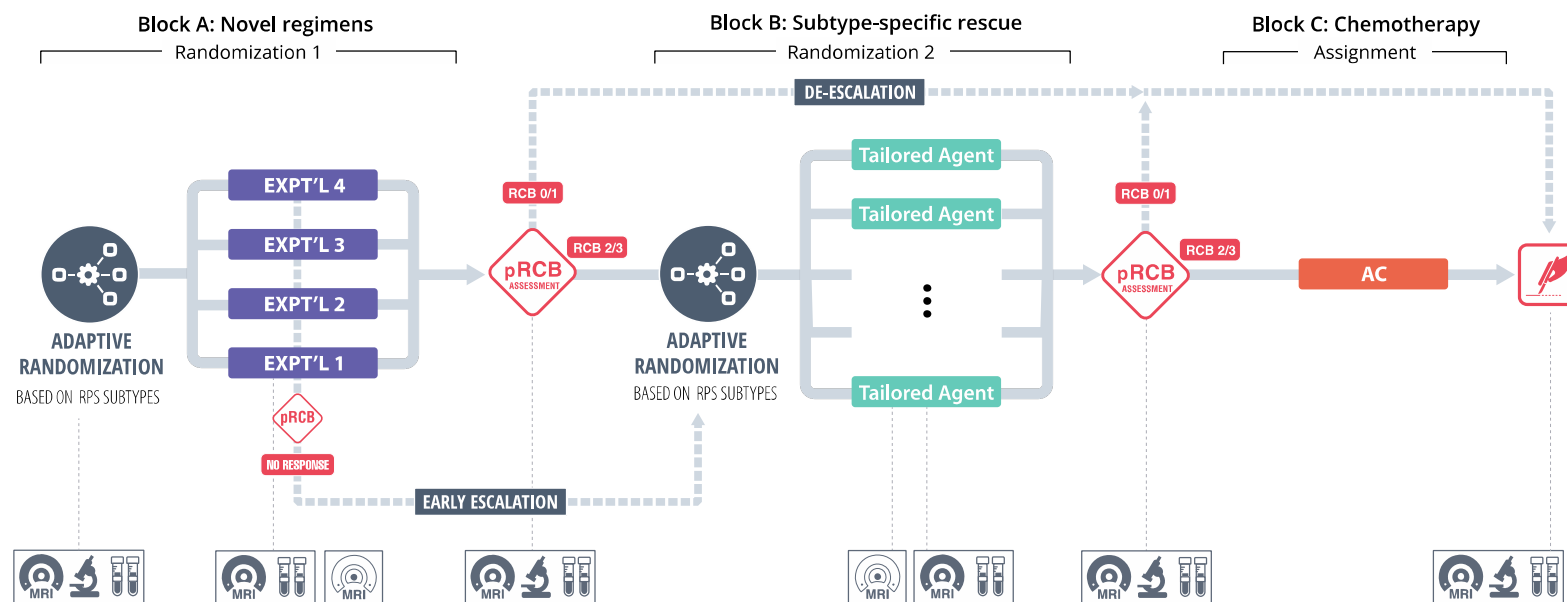 Block A: Novel regimens
Randomization 1
Block B: Subtype-specific rescue
Randomization 2
Block C: Chemotherapy
Assignment
DE-ESCALATION
EXPT'L 4
EXPT'L 3
EXPT'L 2
EXPT'L 1
ADAPTIVE
RANDOMIZATION
BASED ON RPS SUBTYPES
pRCB
NO RESPONSE
EARLY ESCALATION
RCB 0/1
RCB 2/3
pRCB
ASSESSMENT
ADAPTIVE
RANDOMIZATION
BASED ON RPS SUBTYPES
Tailored Agent
Tailored Agent
Tailored Agent
RCB 0/1
RCB 2/3
pRCB
ASSESSMENT
AC
MRI
MRI
MRI
MRI
MRI
MRI
MRI
MRI